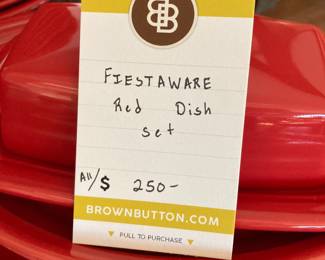 FIESTAWARE
Red Dish
Set
All/$ 250-
BROWNBUTTON.COM
PULL TO PURCHASE